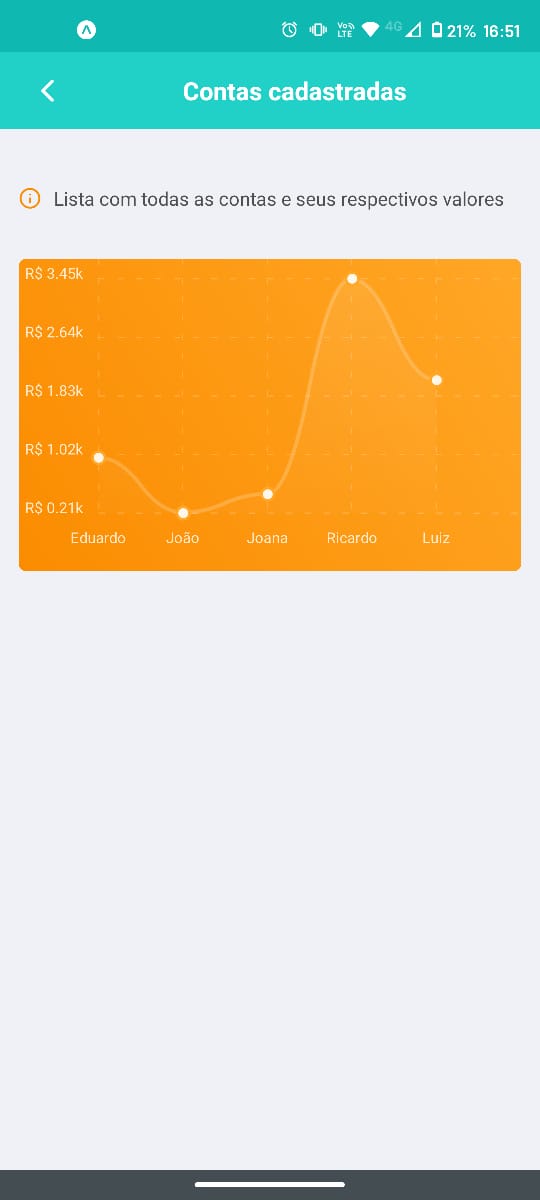 Vo)) LTE 4G 21% 16:51
Contas cadastradas
Lista com todas as contas e seus respectivos valores
R$ 3.45k
R$ 2.64k
R$ 1.83k
R$ 1.02k
R$ 0.21k
Eduardo João Joana Ricardo Luiz